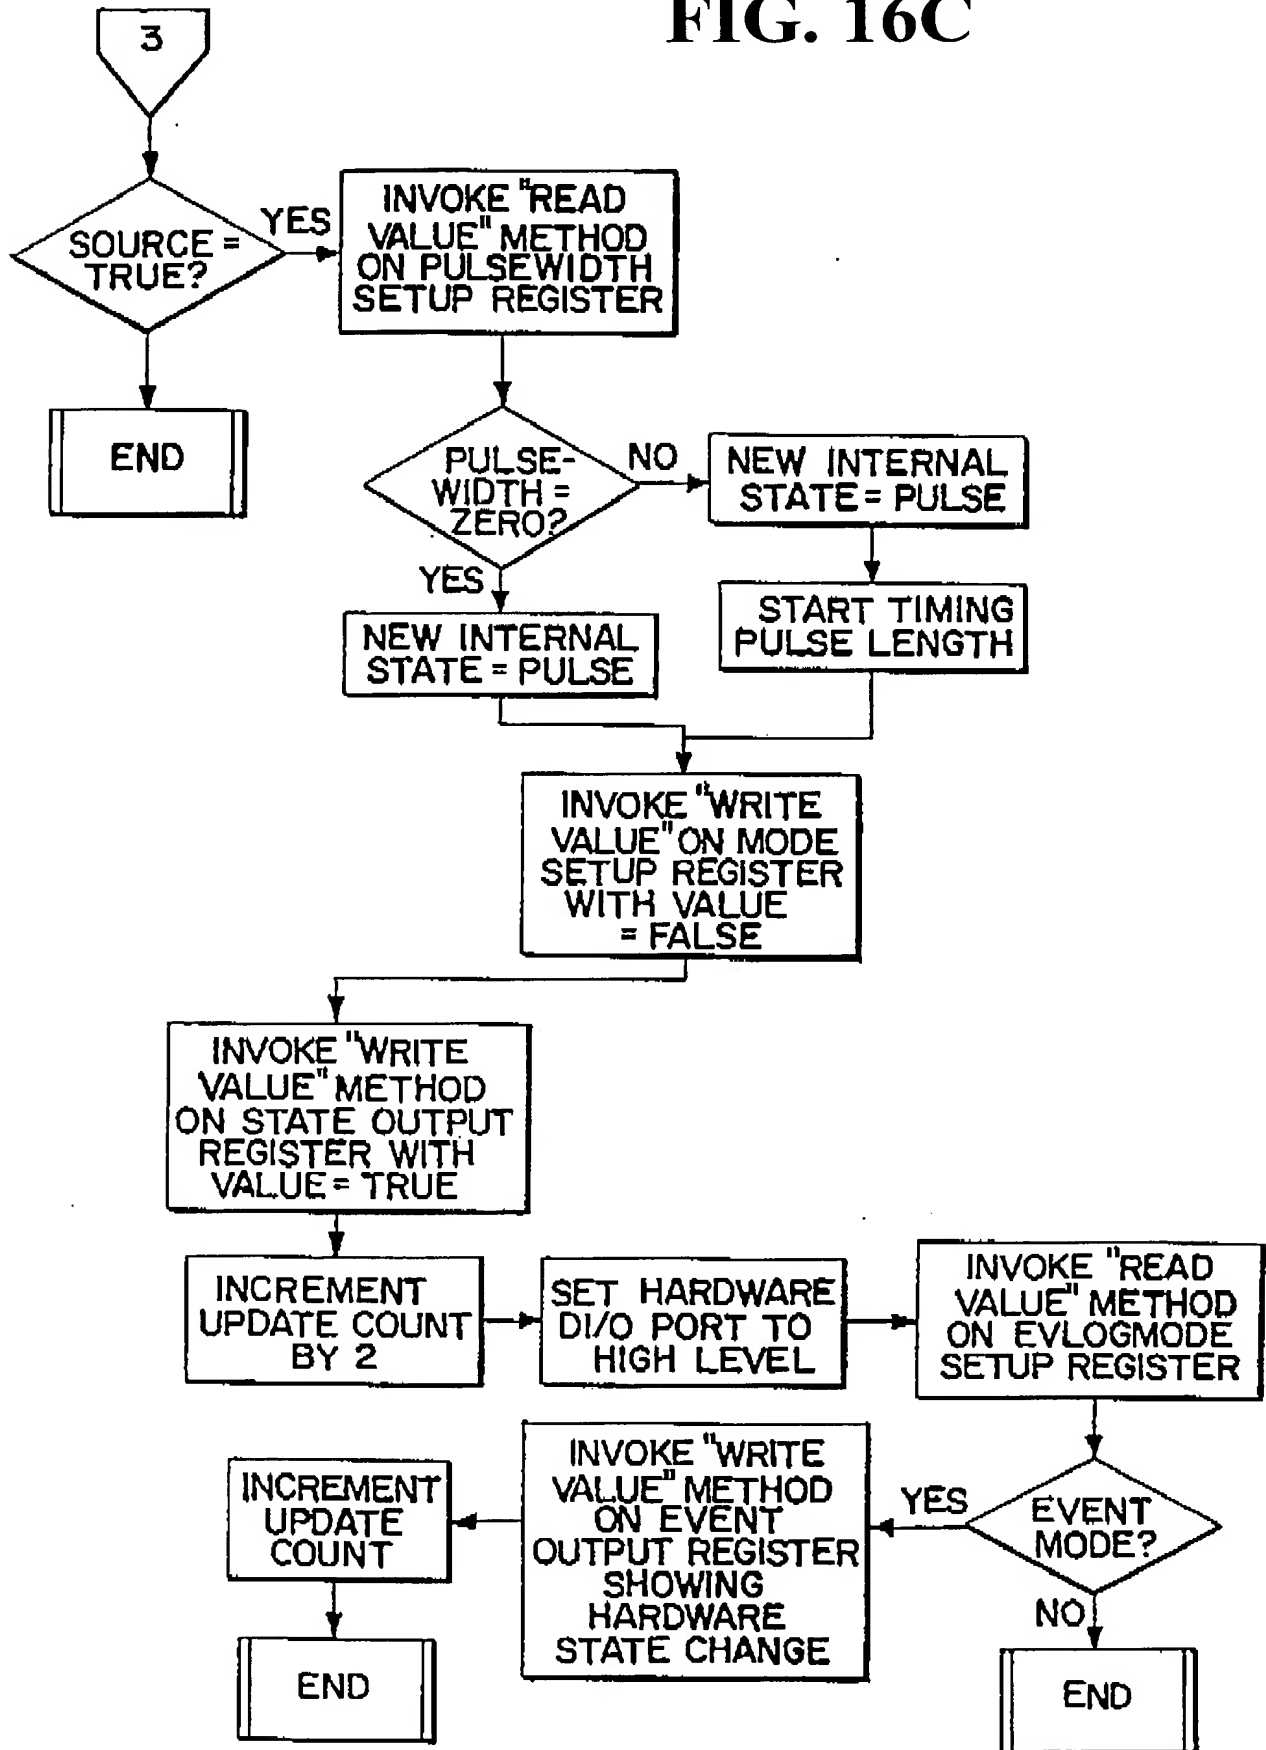 FIG. 16C
3
SOURCE =
TRUE?
YES
INVOKE "READ
VALUE" METHOD
ON PULSEWIDTH
SETUP REGISTER
END
PULSE-
WIDTH =
ZERO?
NO
NEW INTERNAL
STATE = PULSE
YES
START TIMING
PULSE LENGTH
NEW INTERNAL
STATE = PULSE
INVOKE "WRITE
VALUE" ON MODE
SETUP REGISTER
WITH VALUE
= FALSE
INVOKE "WRITE
VALUE" METHOD
ON STATE OUTPUT
REGISTER WITH
VALUE = TRUE
INCREMENT
UPDATE COUNT
BY 2
SET HARDWARE
DI/O PORT TO
HIGH LEVEL
INVOKE "READ
VALUE" METHOD
ON EVLOGMODE
SETUP REGISTER
EVENT
MODE?
YES
INVOKE "WRITE
VALUE" METHOD
ON EVENT
OUTPUT REGISTER
SHOWING
HARDWARE
STATE CHANGE
INCREMENT
UPDATE
COUNT
END
NO
END